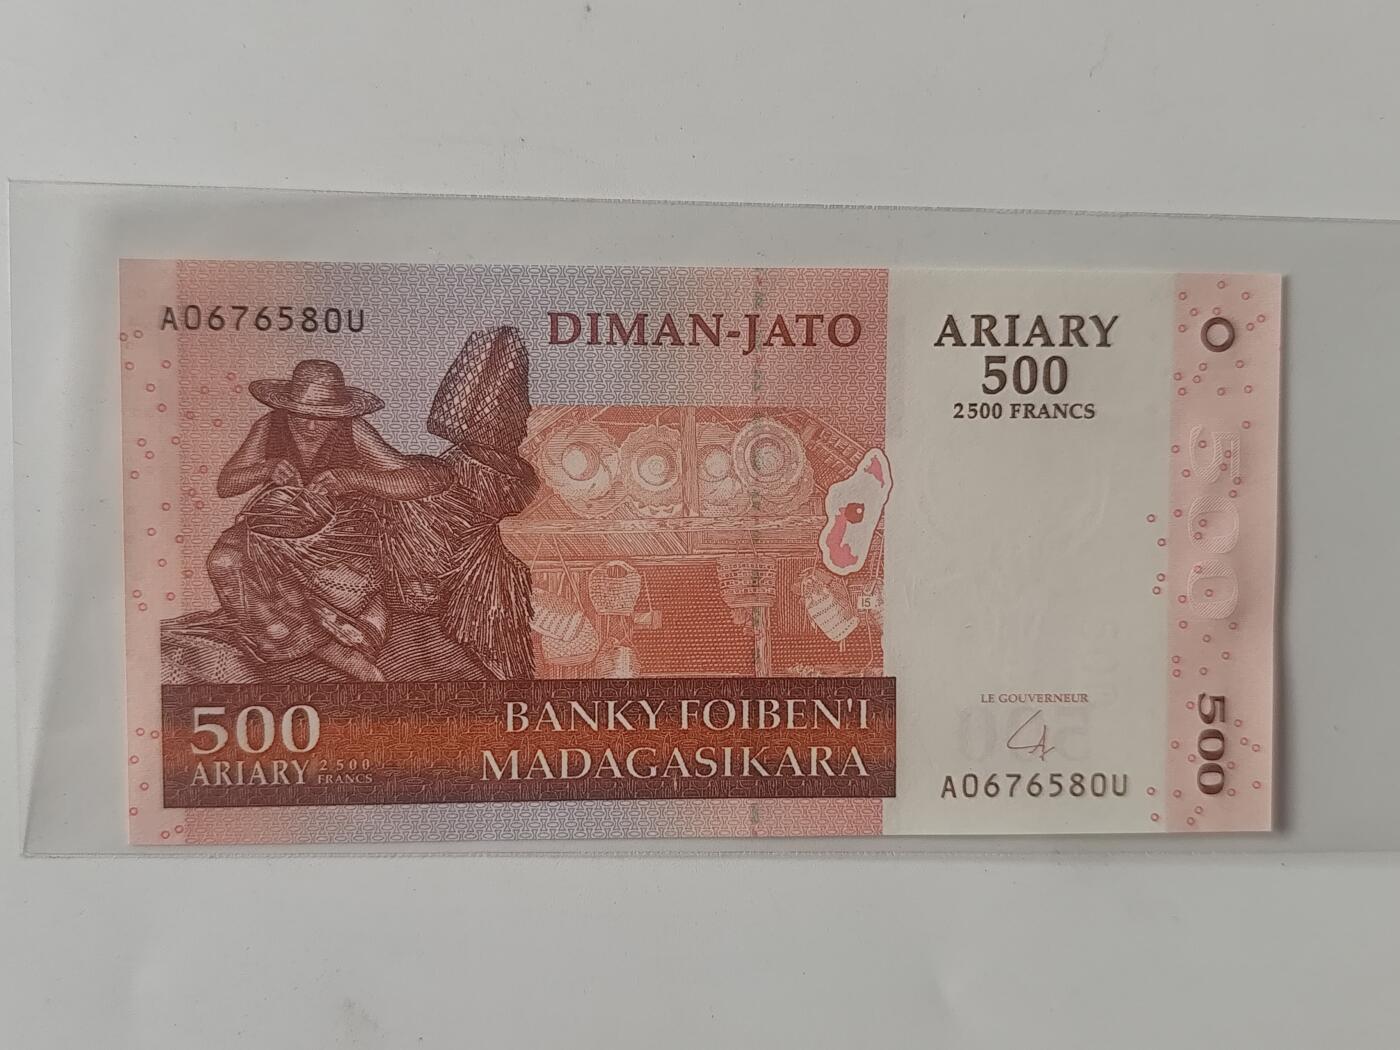 A0676580U
DIMAN-JATO
ARIARY
500
2500 FRANCS
500
15
LE GOUVERNEUR
A0676580U
500
500
ARIARY
2500
FRANCS
BANKY FOIBEN'I
MADAGASIKARA